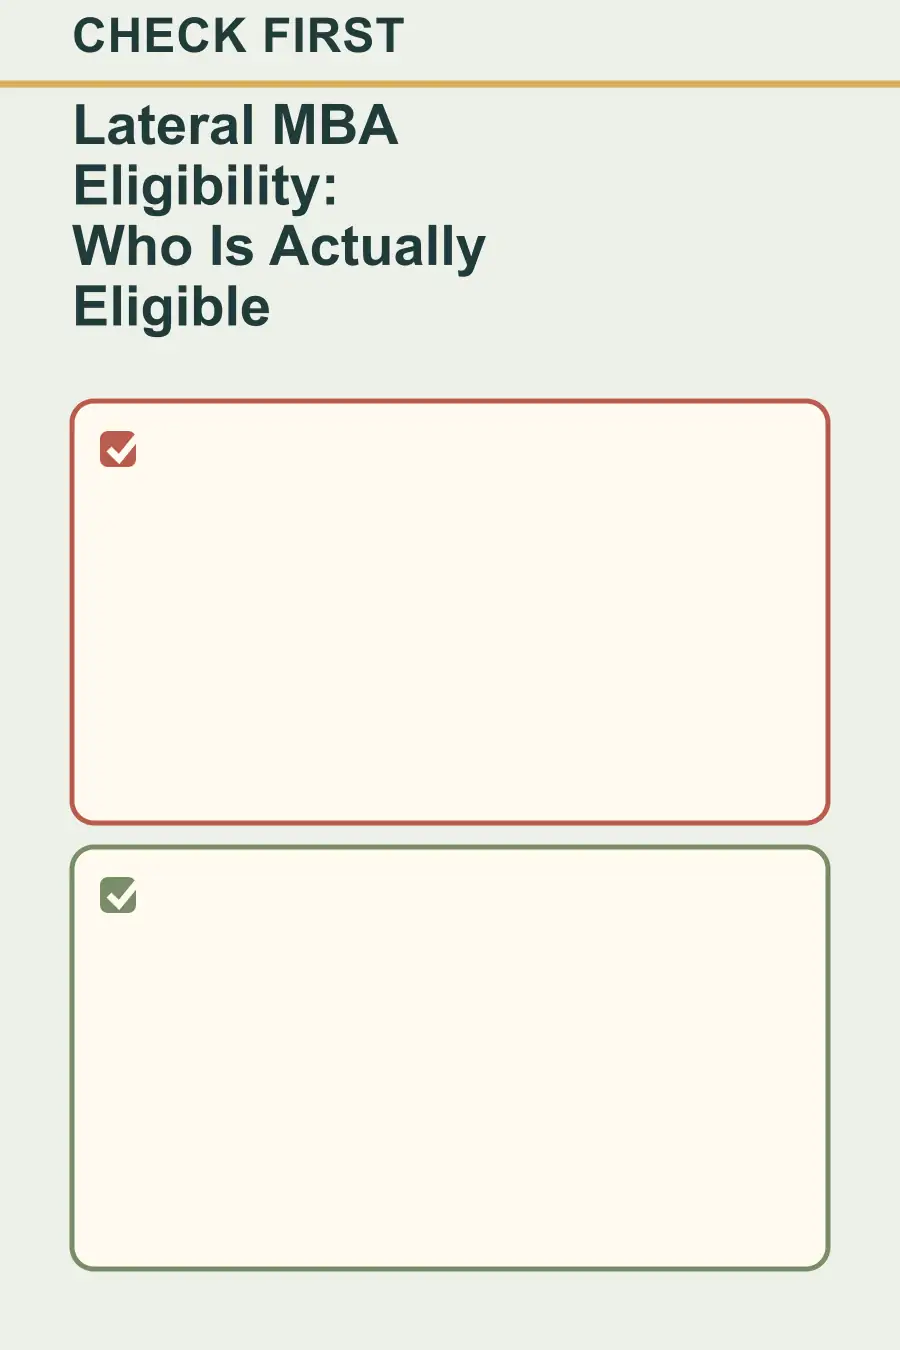 CHECK FIRST
Lateral MBA
Eligibility:
Who Is Actually
Eligible